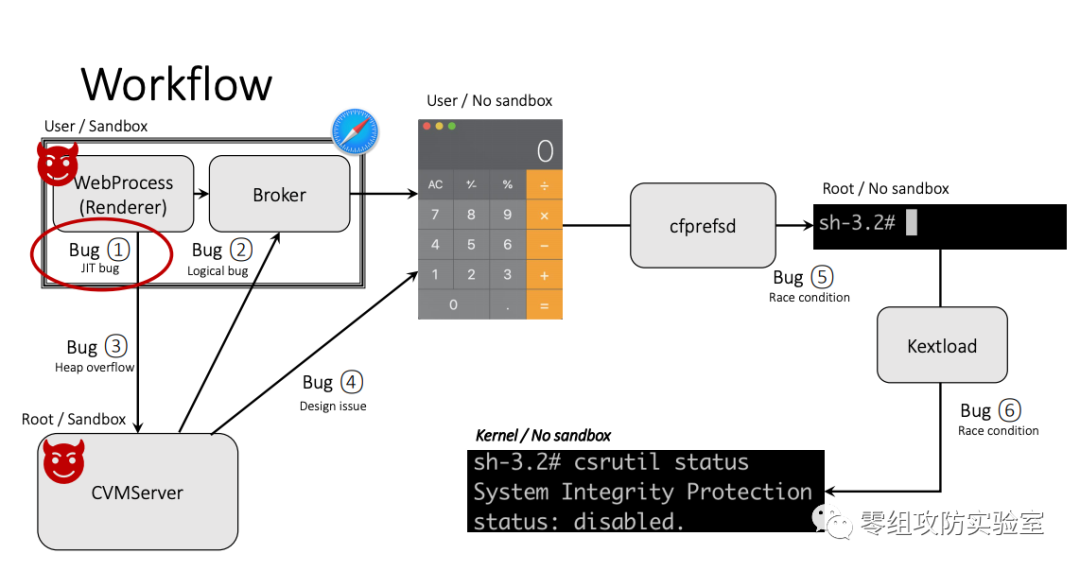 Workflow
User / Sandbox
WebProcess
(Renderer)
Broker
Bug ①
JIT bug
Bug ②
Logical bug
Bug ③
Heap overflow
Root / Sandbox
CVMServer
Bug ④
Design issue
User / No sandbox
0
AC +⁄- % ÷
7 8 9 ×
4 5 6 −
1 2 3 +
0 . =
cfprefsd
Bug ⑤
Race condition
Root / No sandbox
sh-3.2#
Kextload
Bug ⑥
Race condition
Kernel / No sandbox
sh-3.2# csrutil status
System Integrity Protection
status: disabled.
零组攻防实验室